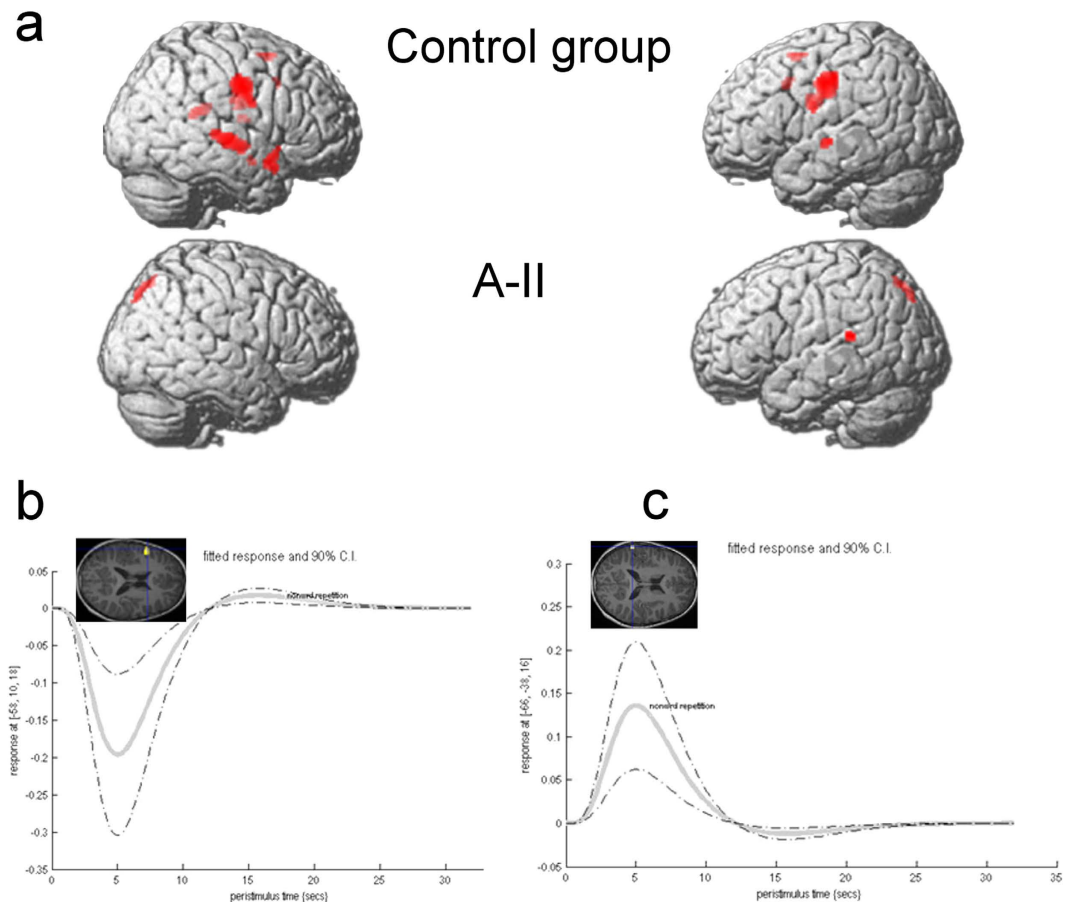 a
Control group
A-II
b
fitted response and 90% C.I.
nonword repetition
response at [-58, 10, 18]
0.05
0
-0.05
-0.1
-0.15
-0.2
-0.25
-0.3
-0.35
0 5 10 15 20 25 30
peristimulus time {secs}
c
fitted response and 90% C.I.
nonword repetition
response at [-66, -38, 16]
0.3
0.25
0.2
0.15
0.1
0.05
0
-0.05
0 5 10 15 20 25 30 35
peristimulus time {secs}